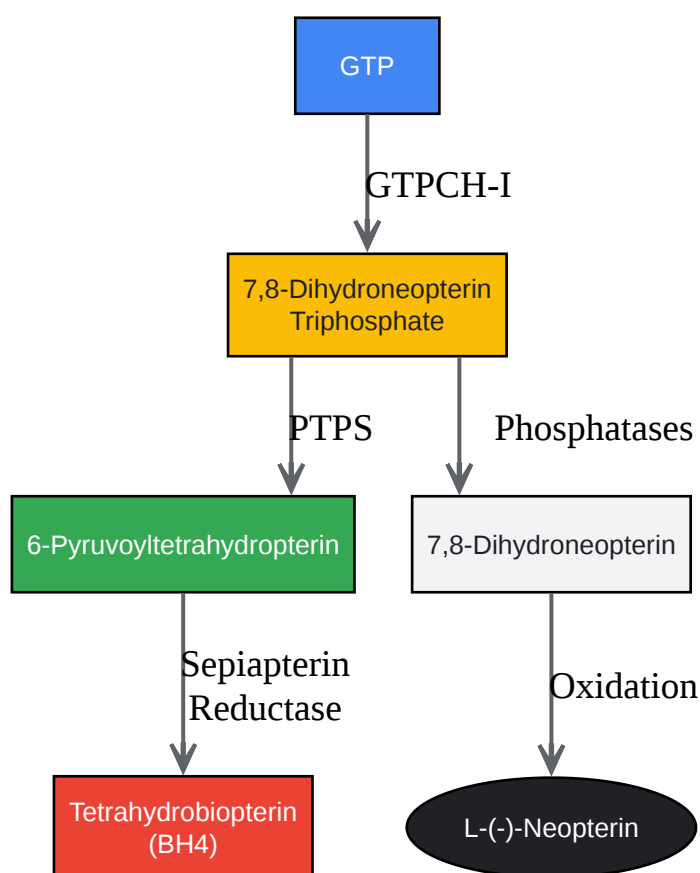 GTP
GTPCH-I
7,8-Dihydroneopterin
Triphosphate
PTPS
Phosphatases
6-Pyruvoyltetrahydropterin
7,8-Dihydroneopterin
Sepiapterin
Reductase
Oxidation
Tetrahydrobiopterin
(BH4)
L-(-)-Neopterin